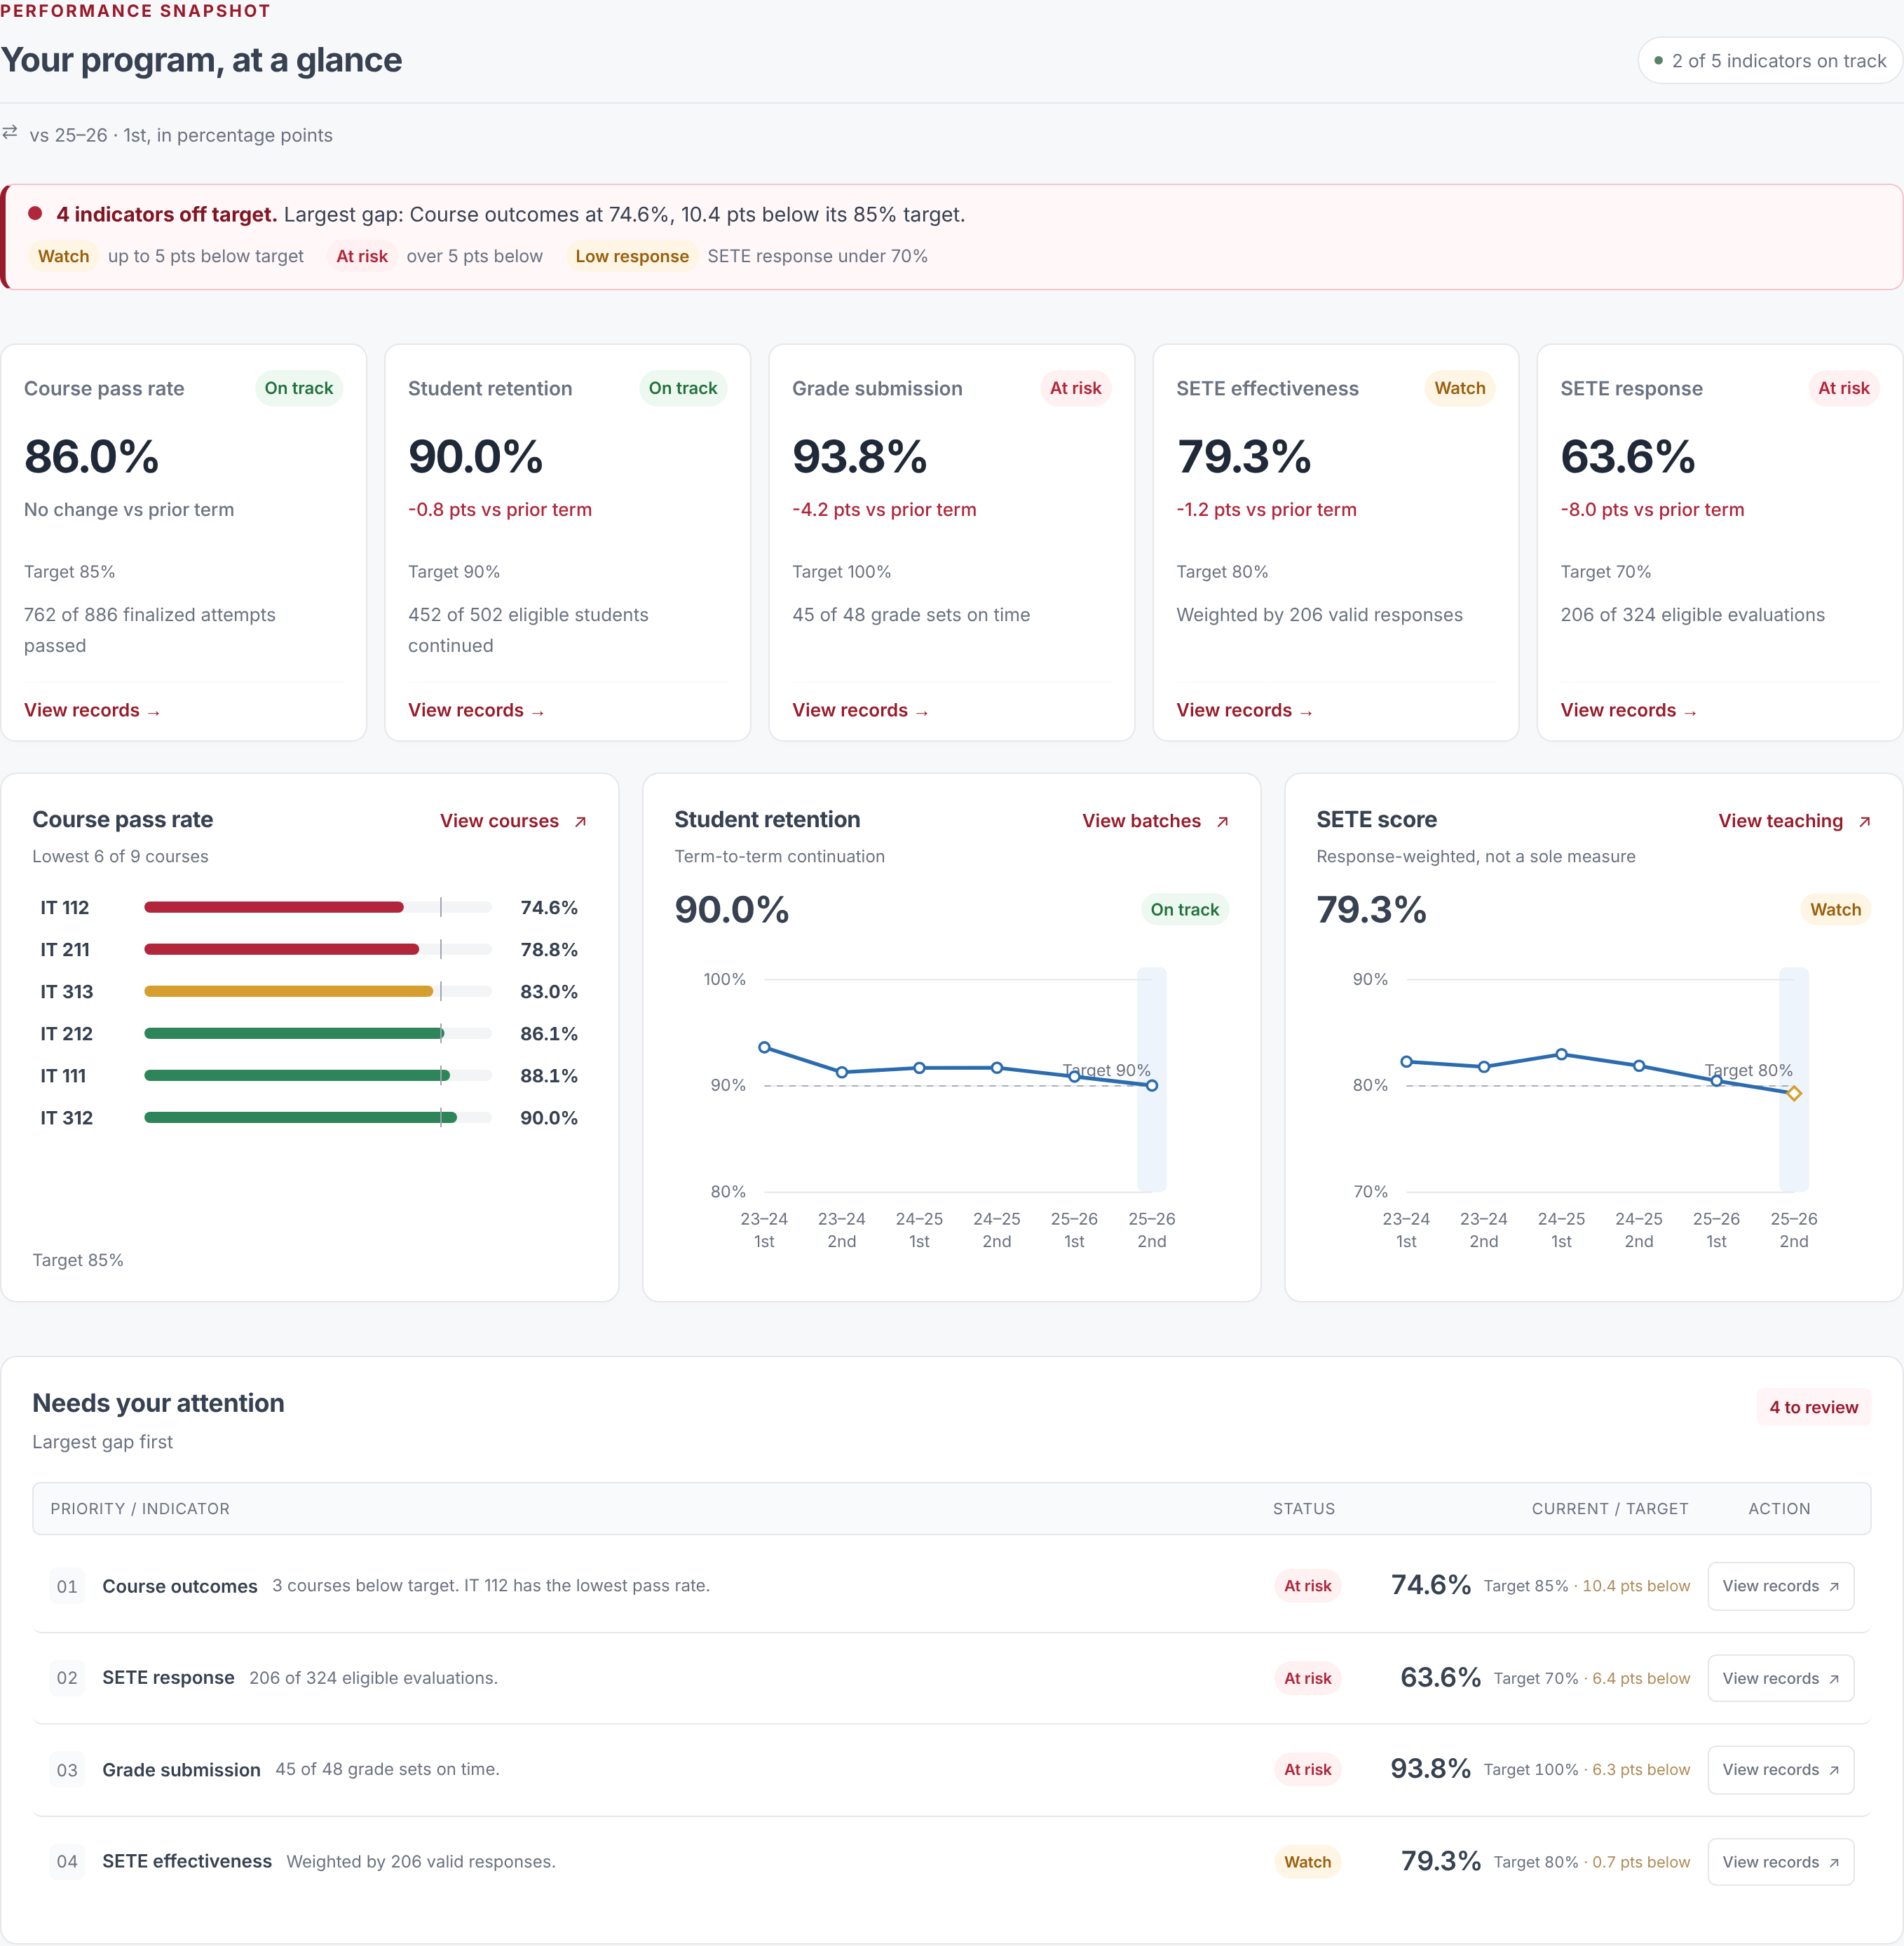 PERFORMANCE SNAPSHOT
Your program, at a glance
2 of 5 indicators on track
vs 25–26 · 1st, in percentage points
4 indicators off target. Largest gap: Course outcomes at 74.6%, 10.4 pts below its 85% target.
Watch up to 5 pts below target At risk over 5 pts below Low response SETE response under 70%
Course pass rate On track
86.0%
No change vs prior term
Target 85%
762 of 886 finalized attempts
passed
View records →
Student retention On track
90.0%
-0.8 pts vs prior term
Target 90%
452 of 502 eligible students
continued
View records →
Grade submission At risk
93.8%
-4.2 pts vs prior term
Target 100%
45 of 48 grade sets on time
View records →
SETE effectiveness Watch
79.3%
-1.2 pts vs prior term
Target 80%
Weighted by 206 valid responses
View records →
SETE response At risk
63.6%
-8.0 pts vs prior term
Target 70%
206 of 324 eligible evaluations
View records →
Course pass rate View courses ↗
Lowest 6 of 9 courses
IT 112 74.6%
IT 211 78.8%
IT 313 83.0%
IT 212 86.1%
IT 111 88.1%
IT 312 90.0%
Target 85%
Student retention View batches ↗
Term-to-term continuation
90.0% On track
100%
Target 90%
90%
80%
23–24 23–24 24–25 24–25 25–26 25–26
1st 2nd 1st 2nd 1st 2nd
SETE score View teaching ↗
Response-weighted, not a sole measure
79.3% Watch
90%
Target 80%
80%
70%
23–24 23–24 24–25 24–25 25–26 25–26
1st 2nd 1st 2nd 1st 2nd
Needs your attention 4 to review
Largest gap first
PRIORITY / INDICATOR STATUS CURRENT / TARGET ACTION
01 Course outcomes 3 courses below target. IT 112 has the lowest pass rate. At risk 74.6% Target 85% · 10.4 pts below View records ↗
02 SETE response 206 of 324 eligible evaluations. At risk 63.6% Target 70% · 6.4 pts below View records ↗
03 Grade submission 45 of 48 grade sets on time. At risk 93.8% Target 100% · 6.3 pts below View records ↗
04 SETE effectiveness Weighted by 206 valid responses. Watch 79.3% Target 80% · 0.7 pts below View records ↗